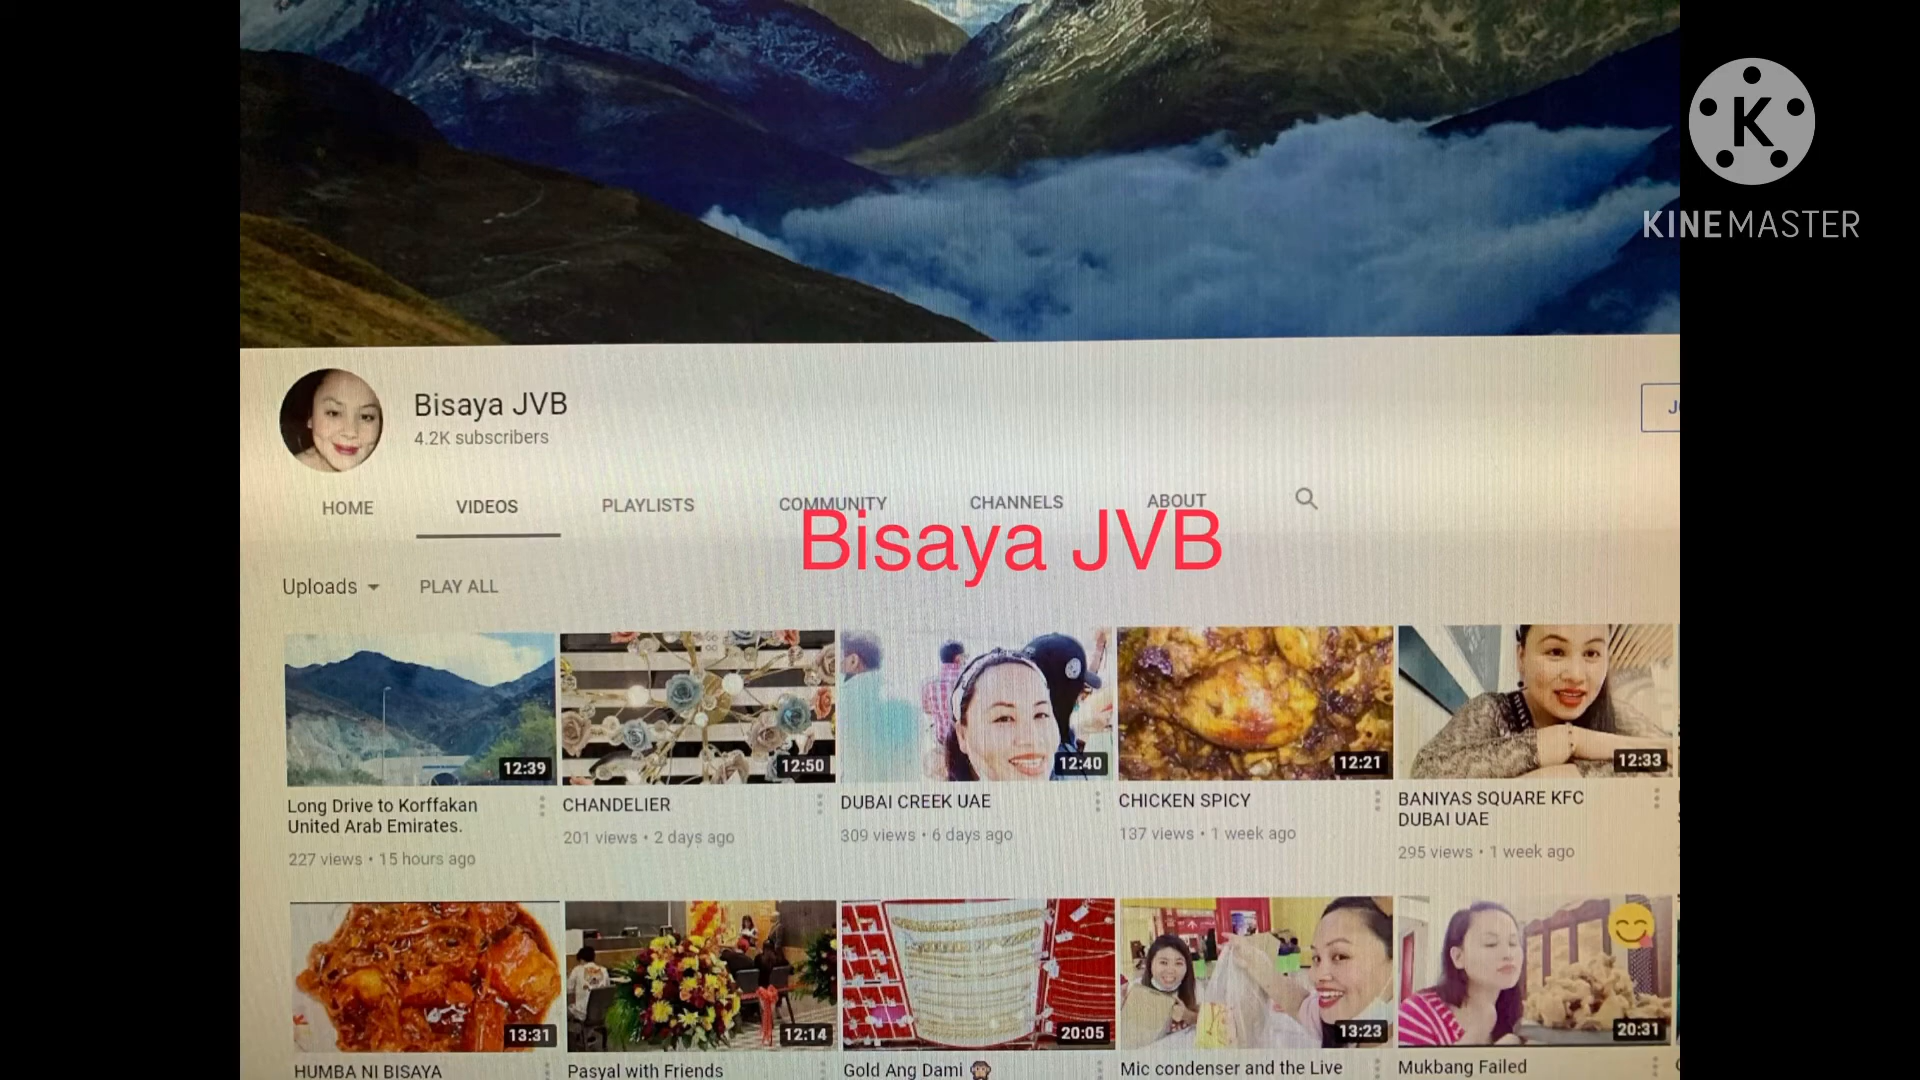 K
KINEMASTER
Bisaya JVB
4.2K subscribers
HOME VIDEOS PLAYLISTS COMMUNITY CHANNELS ABOUT
Bisaya JVB
Uploads PLAY ALL
12:39 12:50 12:40 12:21 12:33
Long Drive to Korffakan
United Arab Emirates.
227 views • 15 hours ago
CHANDELIER
201 views • 2 days ago
DUBAI CREEK UAE
309 views • 6 days ago
CHICKEN SPICY
137 views • 1 week ago
BANIYAS SQUARE KFC
DUBAI UAE
295 views • 1 week ago
13:31 12:14 20:05 13:23 20:31
HUMBA NI BISAYA
Pasyal with Friends
Gold Ang Dami 🙊
Mic condenser and the Live
Mukbang Failed